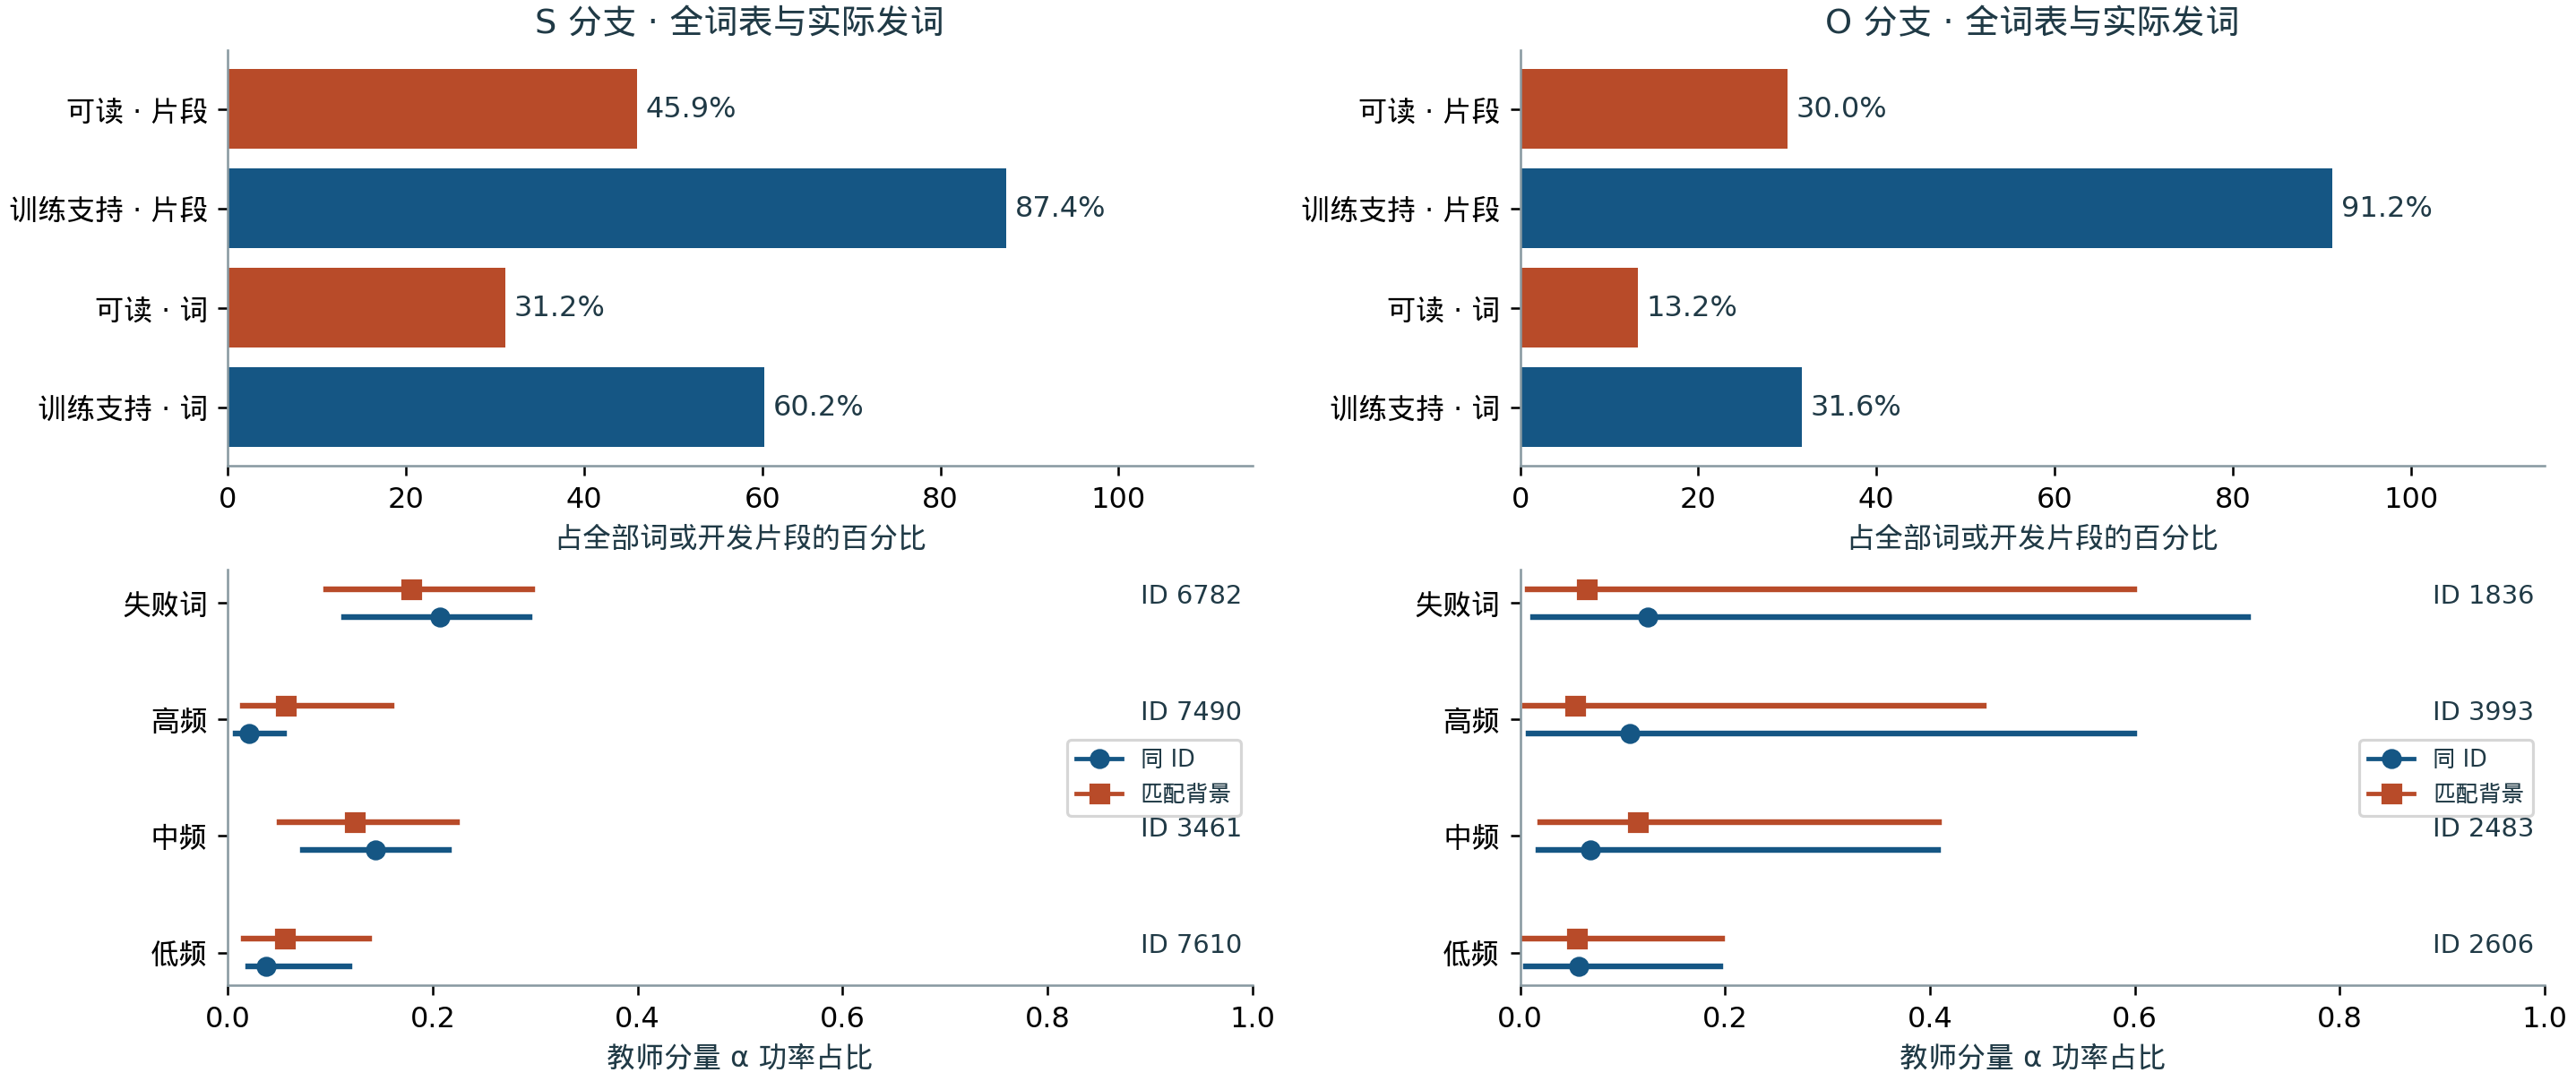 S 分支 · 全词表与实际发词
可读 · 片段
45.9%
训练支持 · 片段
87.4%
可读 · 词
31.2%
训练支持 · 词
60.2%
0 20 40 60 80 100
占全部词或开发片段的百分比
O 分支 · 全词表与实际发词
可读 · 片段
30.0%
训练支持 · 片段
91.2%
可读 · 词
13.2%
训练支持 · 词
31.6%
0 20 40 60 80 100
占全部词或开发片段的百分比
失败词
ID 6782
高频
ID 7490
同 ID
匹配背景
中频
ID 3461
低频
ID 7610
0.0 0.2 0.4 0.6 0.8 1.0
教师分量 α 功率占比
失败词
ID 1836
高频
ID 3993
同 ID
匹配背景
中频
ID 2483
低频
ID 2606
0.0 0.2 0.4 0.6 0.8 1.0
教师分量 α 功率占比